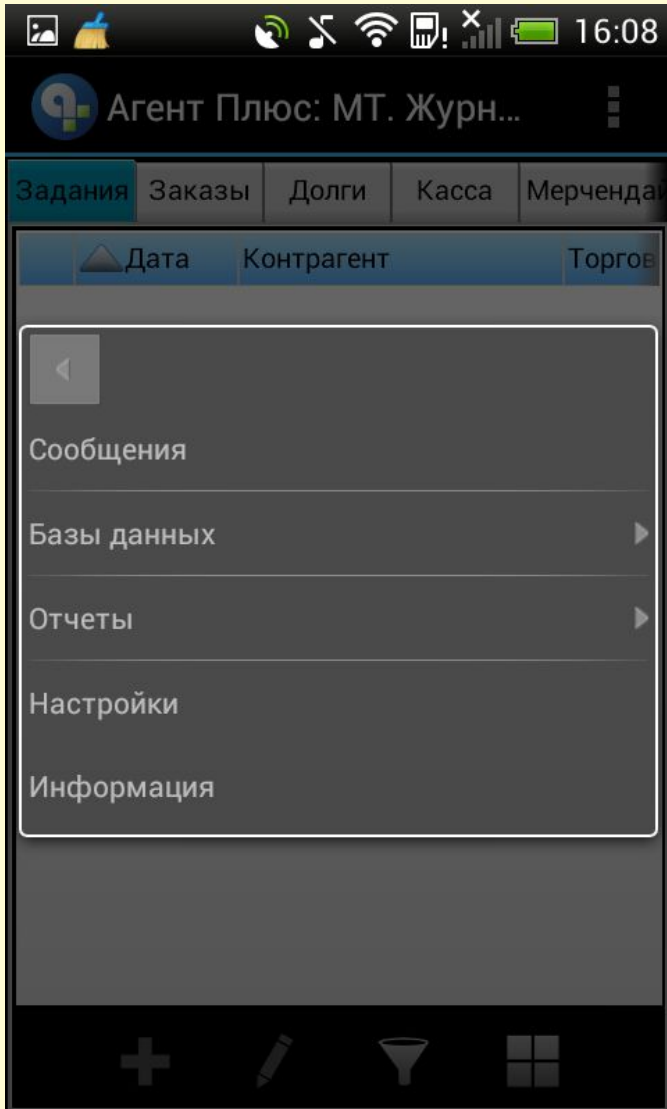 16:08
Агент Плюс: МТ. Журн...
Задания Заказы Долги Касса Мерчендай
Дата Контрагент Торгов
Сообщения
Базы данных
Отчеты
Настройки
Информация